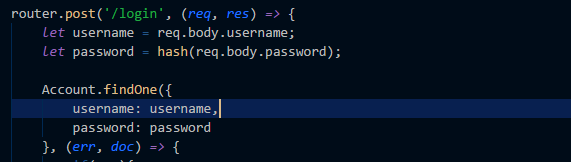 router.post('/login', (req, res) => {
let username = req.body.username;
let password = hash(req.body.password);
Account.findOne({
username: username,
password: password
}, (err, doc) => {